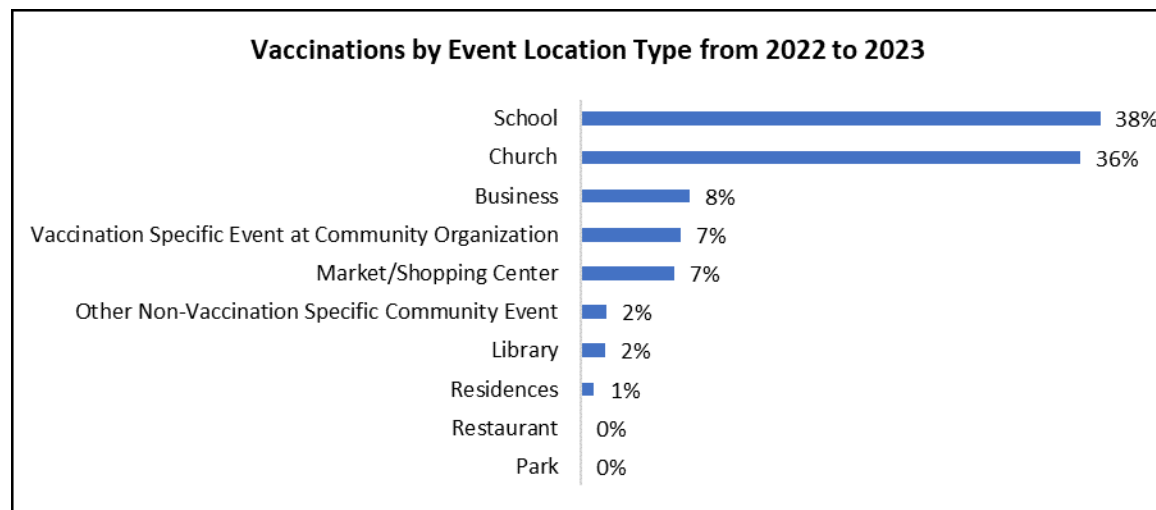 Vaccinations by Event Location Type from 2022 to 2023
School 38%
Church 36%
Business 8%
Vaccination Specific Event at Community Organization 7%
Market/Shopping Center 7%
Other Non-Vaccination Specific Community Event 2%
Library 2%
Residences 1%
Restaurant 0%
Park 0%